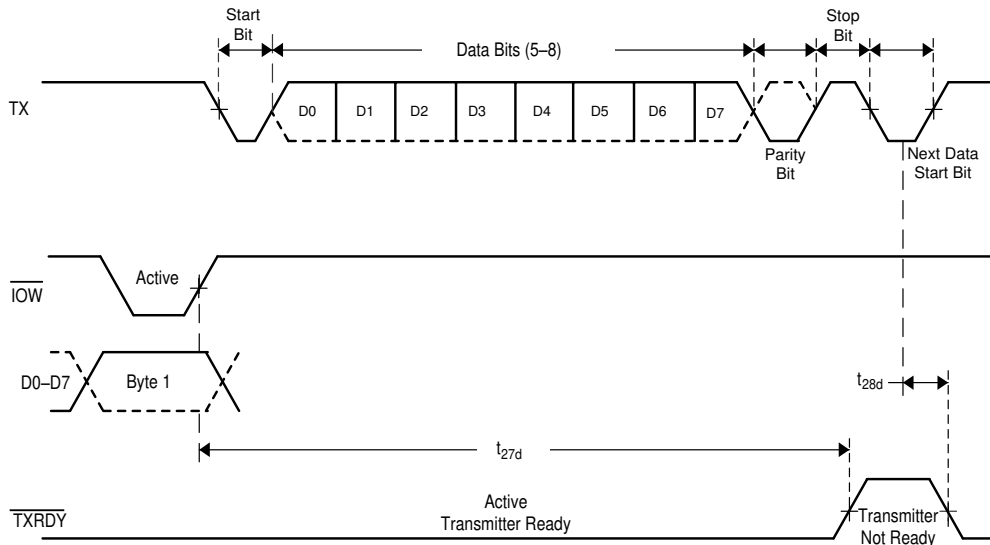 Start
Bit
Data Bits (5–8)
Stop
Bit
TX
D0 D1 D2 D3 D4 D5 D6 D7
Parity
Bit
Next Data
Start Bit
IOW
Active
D0–D7
Byte 1
t28d
t27d
TXRDY
Active
Transmitter Ready
Transmitter
Not Ready